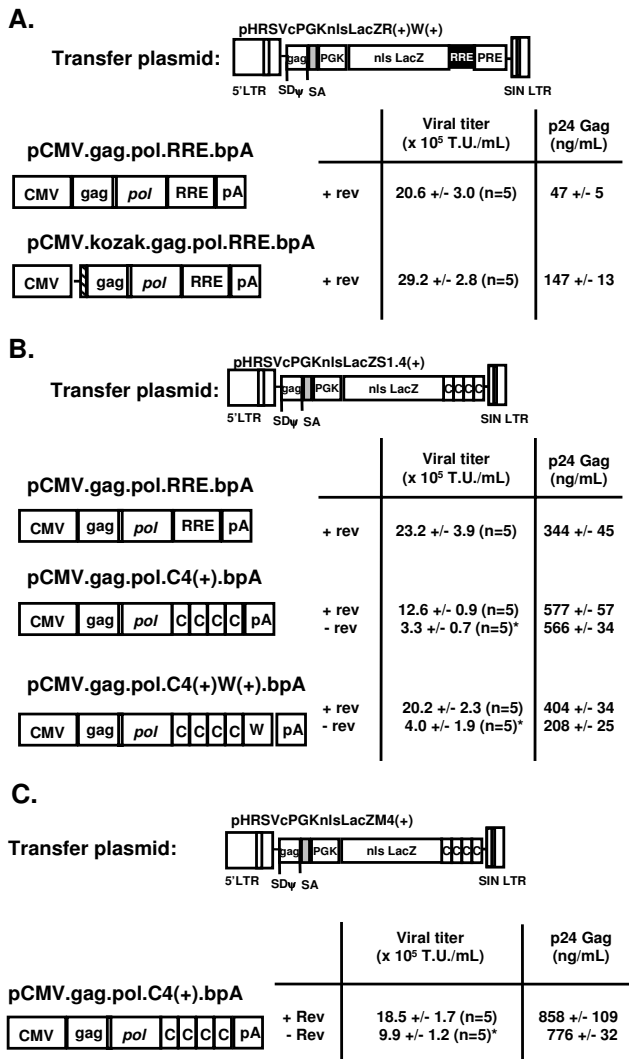 A.
pHRSVcPGKnlsLacZR(+)W(+)
Transfer plasmid:
gag PGK nls LacZ RRE PRE
5'LTR SDψ SA SIN LTR
pCMV.gag.pol.RRE.bpA
Viral titer (x 10⁵ T.U./mL)
p24 Gag (ng/mL)
CMV gag pol RRE pA
+ rev 20.6 +/- 3.0 (n=5) 47 +/- 5
pCMV.kozak.gag.pol.RRE.bpA
CMV gag pol RRE pA
+ rev 29.2 +/- 2.8 (n=5) 147 +/- 13
B.
pHRSVcPGKnlsLacZS1.4(+)
Transfer plasmid:
gag PGK nls LacZ C C C C
5'LTR SDψ SA SIN LTR
Viral titer (x 10⁵ T.U./mL)
p24 Gag (ng/mL)
pCMV.gag.pol.RRE.bpA
CMV gag pol RRE pA
+ rev 23.2 +/- 3.9 (n=5) 344 +/- 45
pCMV.gag.pol.C4(+).bpA
CMV gag pol C C C C pA
+ rev 12.6 +/- 0.9 (n=5) 577 +/- 57
- rev 3.3 +/- 0.7 (n=5)* 566 +/- 34
pCMV.gag.pol.C4(+)W(+).bpA
CMV gag pol C C C C W pA
+ rev 20.2 +/- 2.3 (n=5) 404 +/- 34
- rev 4.0 +/- 1.9 (n=5)* 208 +/- 25
C.
pHRSVcPGKnlsLacZM4(+)
Transfer plasmid:
gag PGK nls LacZ C C C C
5'LTR SDψ SA SIN LTR
Viral titer (x 10⁵ T.U./mL)
p24 Gag (ng/mL)
pCMV.gag.pol.C4(+).bpA
CMV gag pol C C C C pA
+ Rev 18.5 +/- 1.7 (n=5) 858 +/- 109
- Rev 9.9 +/- 1.2 (n=5)* 776 +/- 32